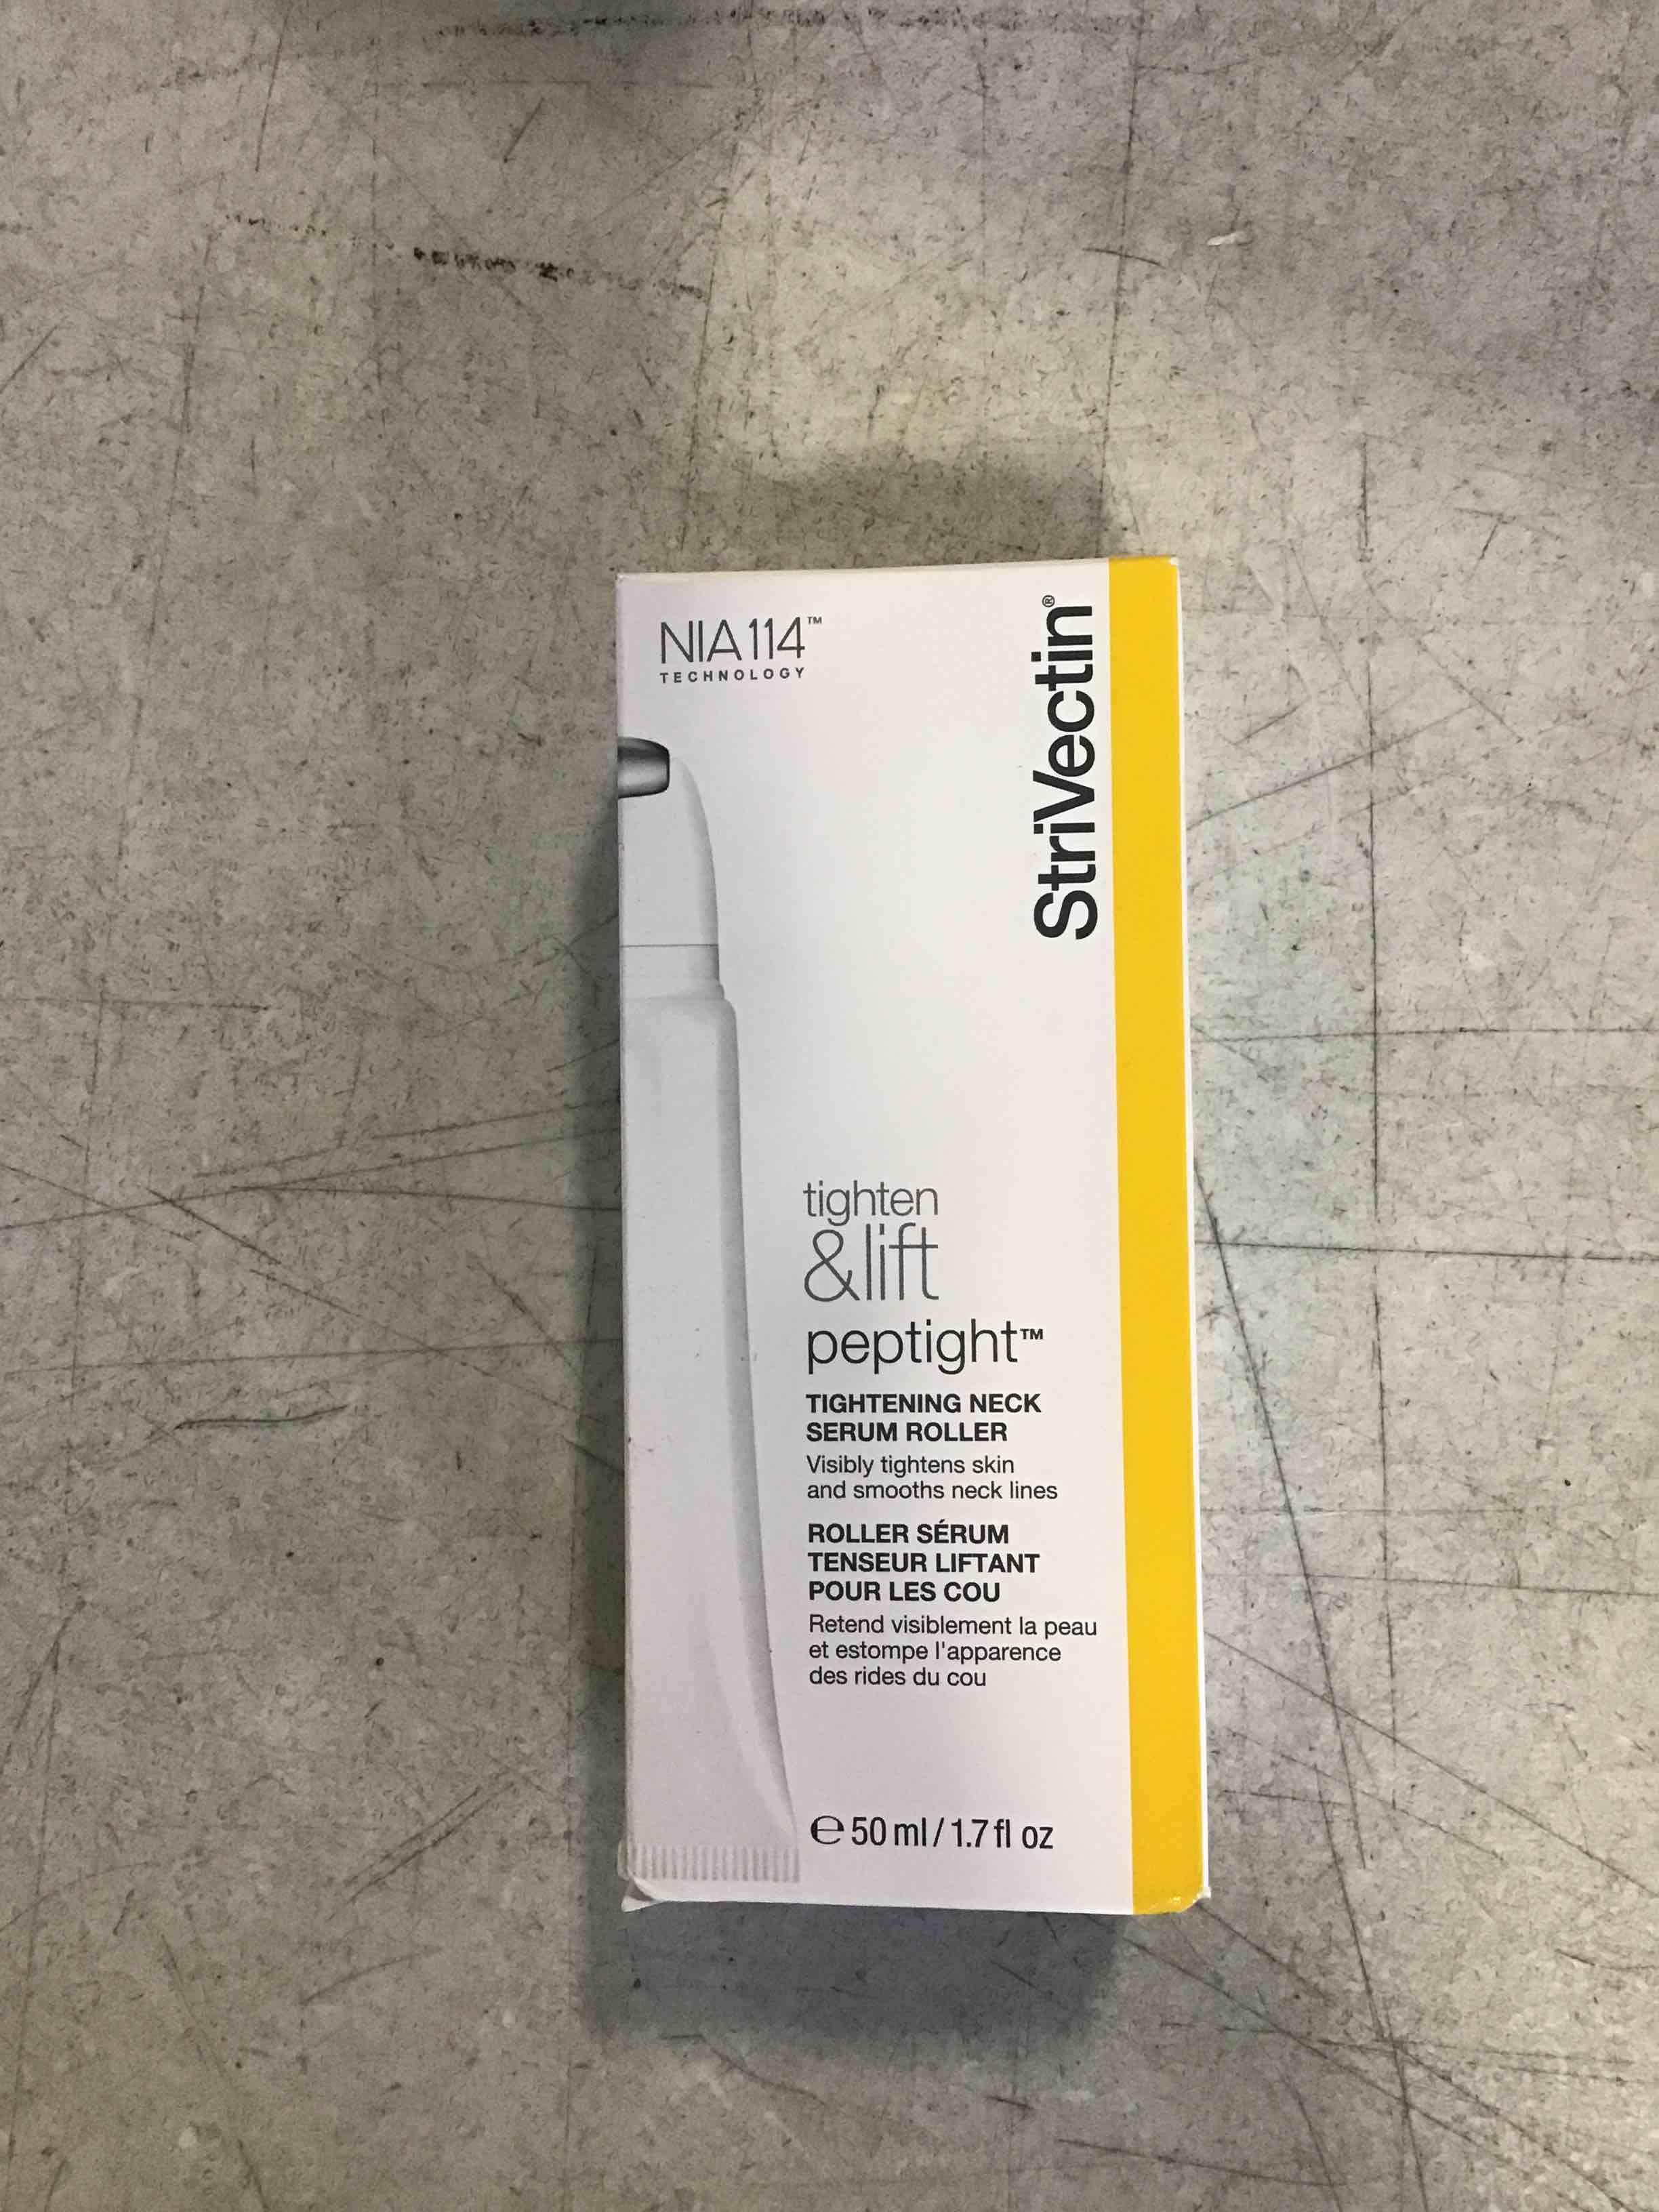 NIA114™
TECHNOLOGY
StriVectin®
tighten
&lift
peptight™
TIGHTENING NECK
SERUM ROLLER
Visibly tightens skin
and smooths neck lines
ROLLER SÉRUM
TENSEUR LIFTANT
POUR LES COU
Retend visiblement la peau
et estompe l'apparence
des rides du cou
℮ 50 ml / 1.7 fl oz